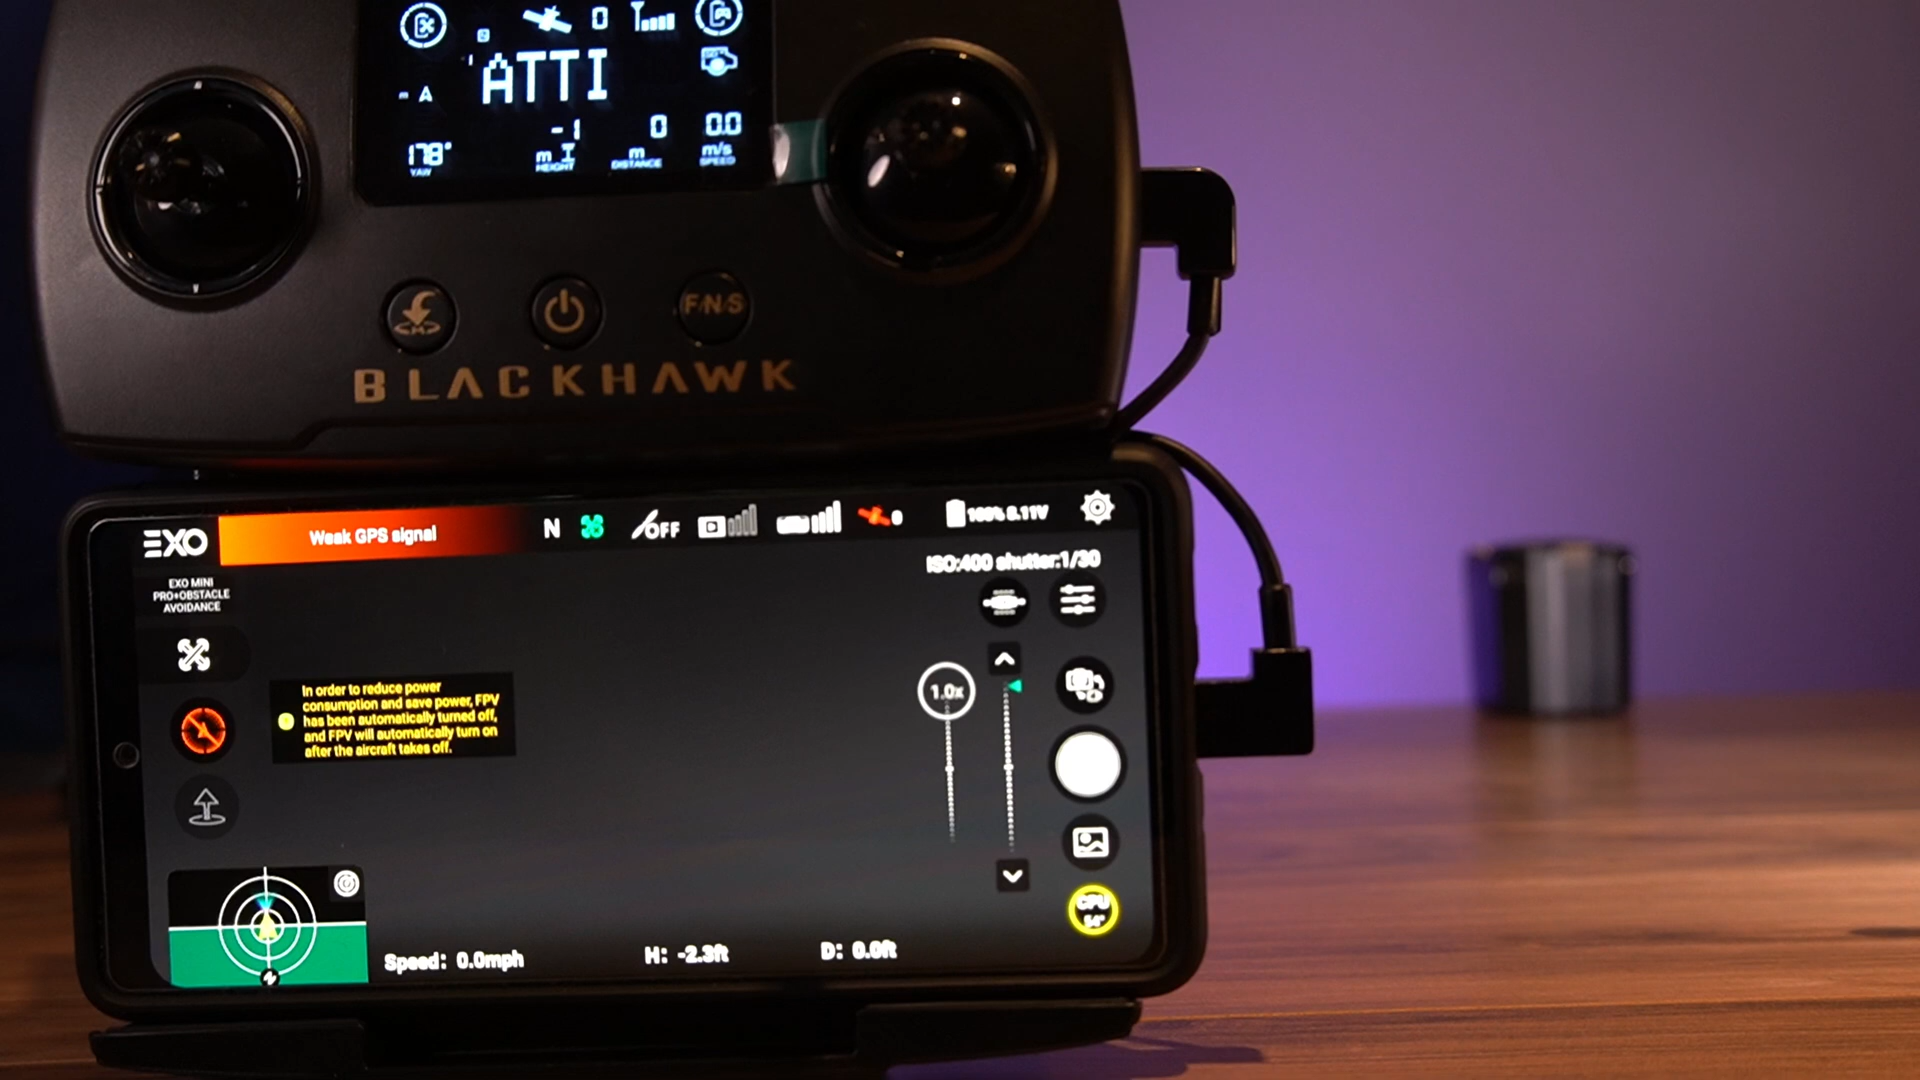 0
ATTI
- A
-1 0 0.0
178° m m m/s
YAW HEIGHT DISTANCE SPEED
F/N/S
BLACKHAWK
EXO Weak GPS signal N OFF 0 100% 8.11V
ISO:400 shutter:1/30
EXO MINI
PRO+OBSTACLE
AVOIDANCE
In order to reduce power
consumption and save power, FPV
has been automatically turned off,
and FPV will automatically turn on
after the aircraft takes off.
1.0x
CPU
54°
Speed: 0.0mph H: -2.3ft D: 0.0ft